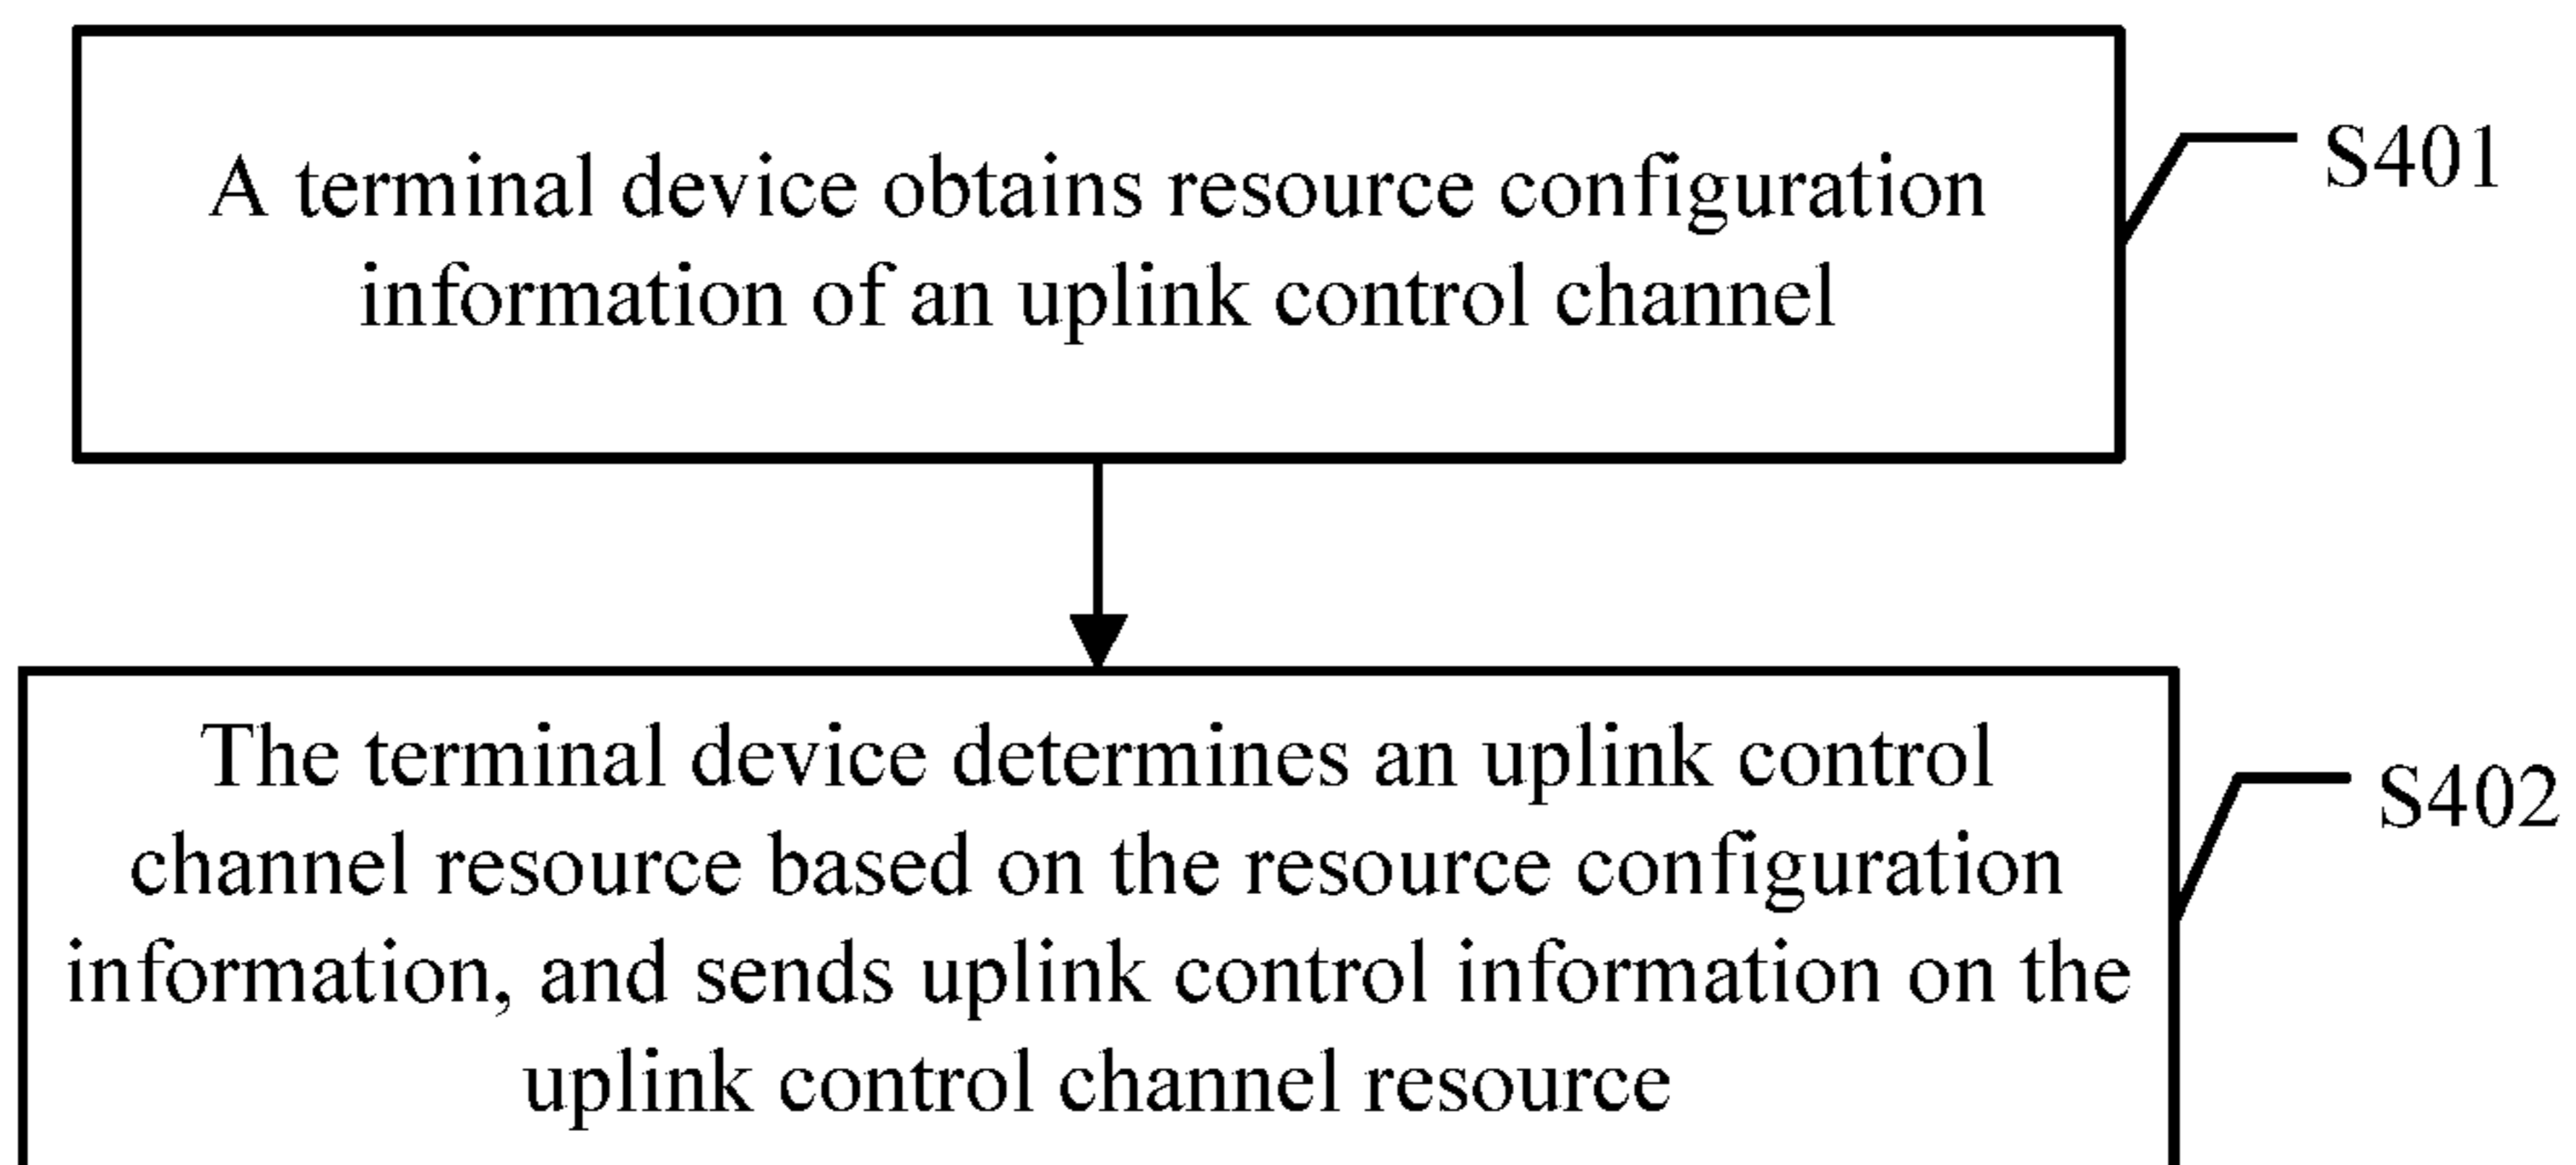 A terminal device obtains resource configuration
information of an uplink control channel
S401
The terminal device determines an uplink control
channel resource based on the resource configuration
information, and sends uplink control information on the
uplink control channel resource
S402